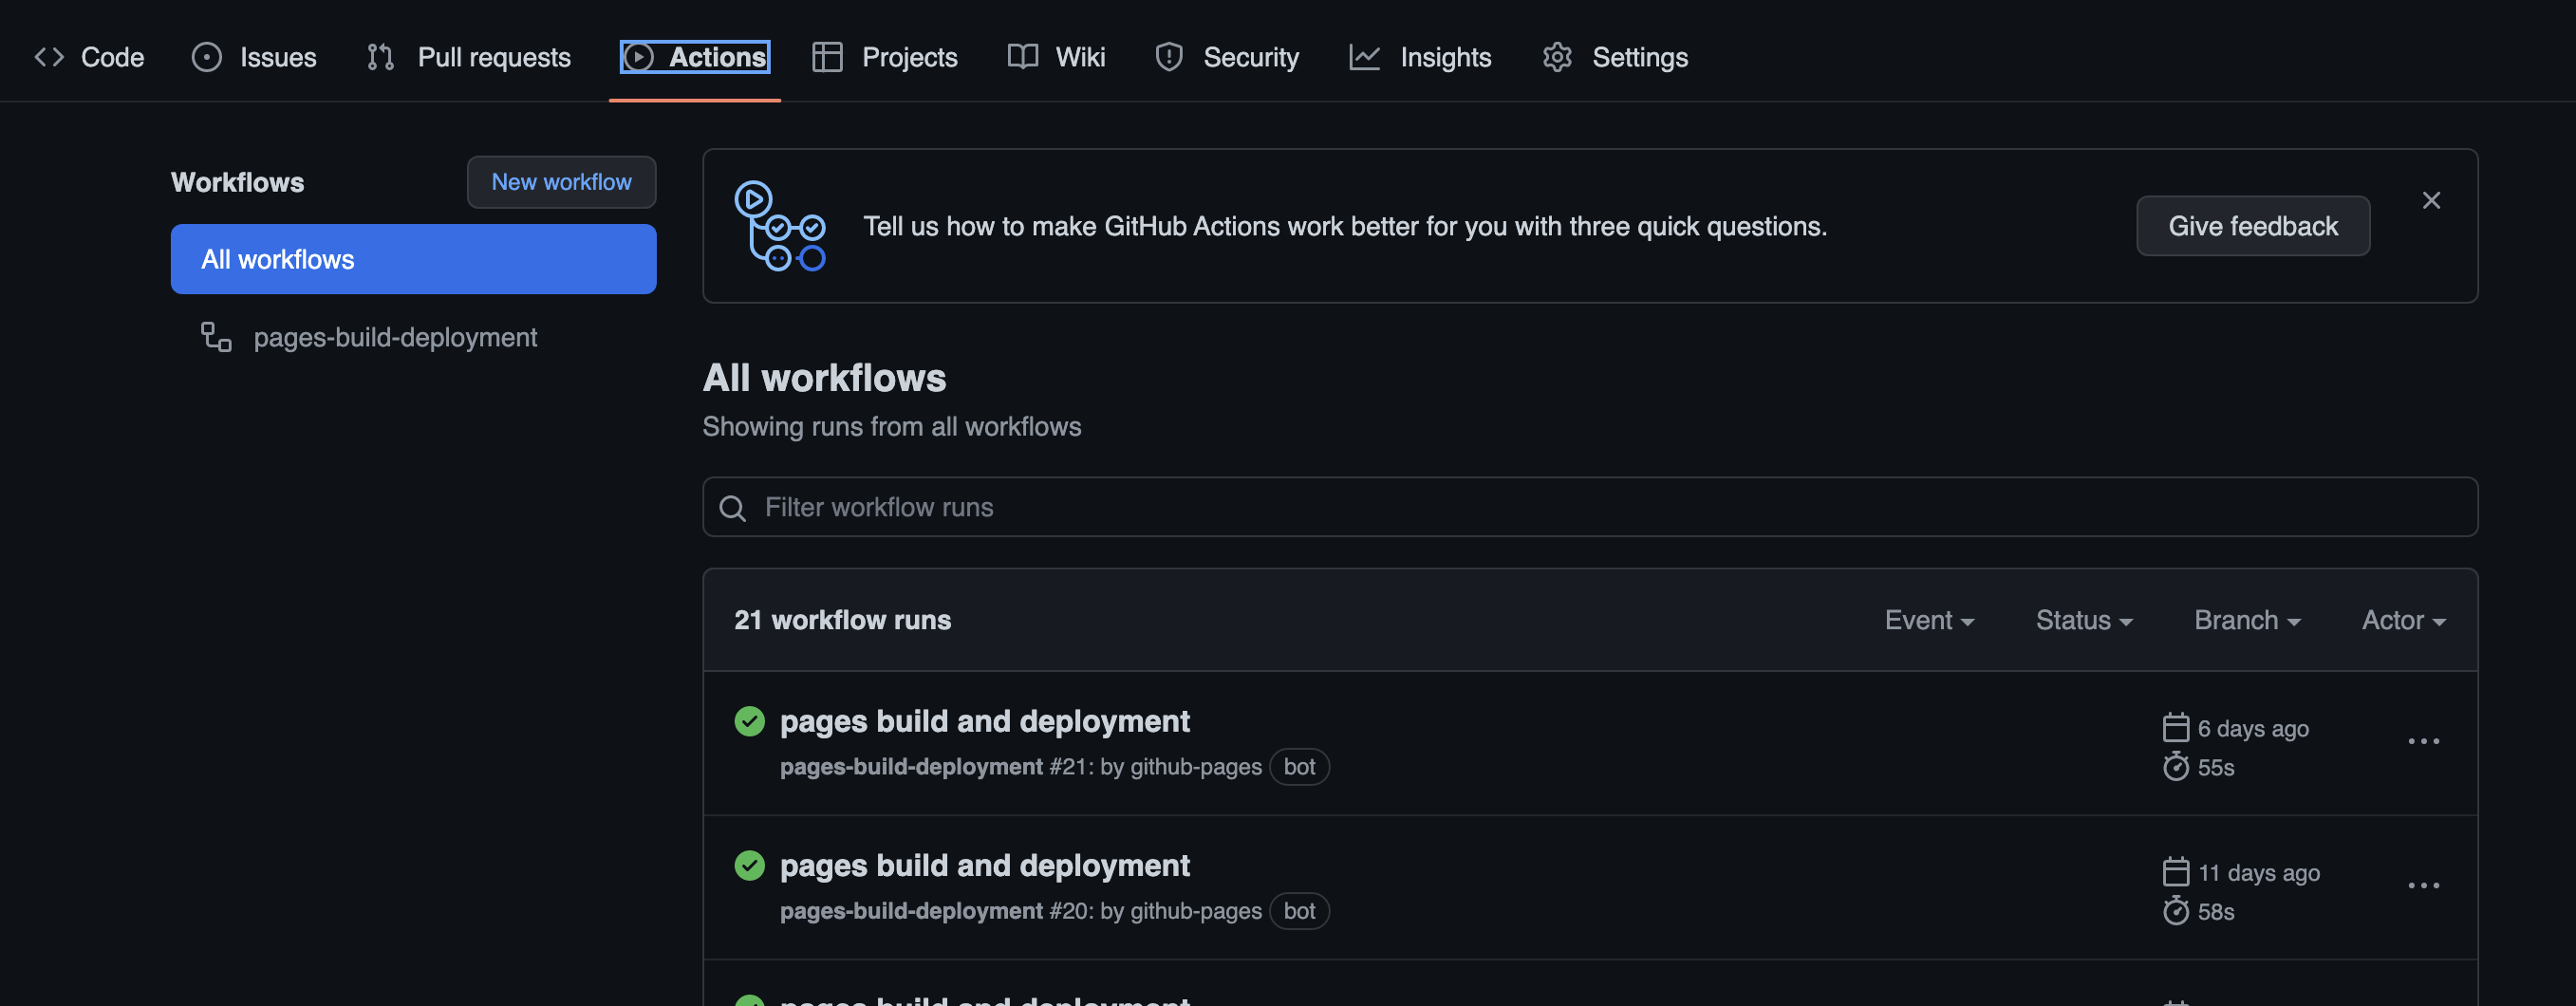 Code Issues Pull requests Actions Projects Wiki Security Insights Settings
Workflows New workflow
All workflows
pages-build-deployment
Tell us how to make GitHub Actions work better for you with three quick questions. Give feedback
All workflows
Showing runs from all workflows
Filter workflow runs
21 workflow runs Event Status Branch Actor
pages build and deployment
pages-build-deployment #21: by github-pages bot
6 days ago
55s
pages build and deployment
pages-build-deployment #20: by github-pages bot
11 days ago
58s
pages build and deployment